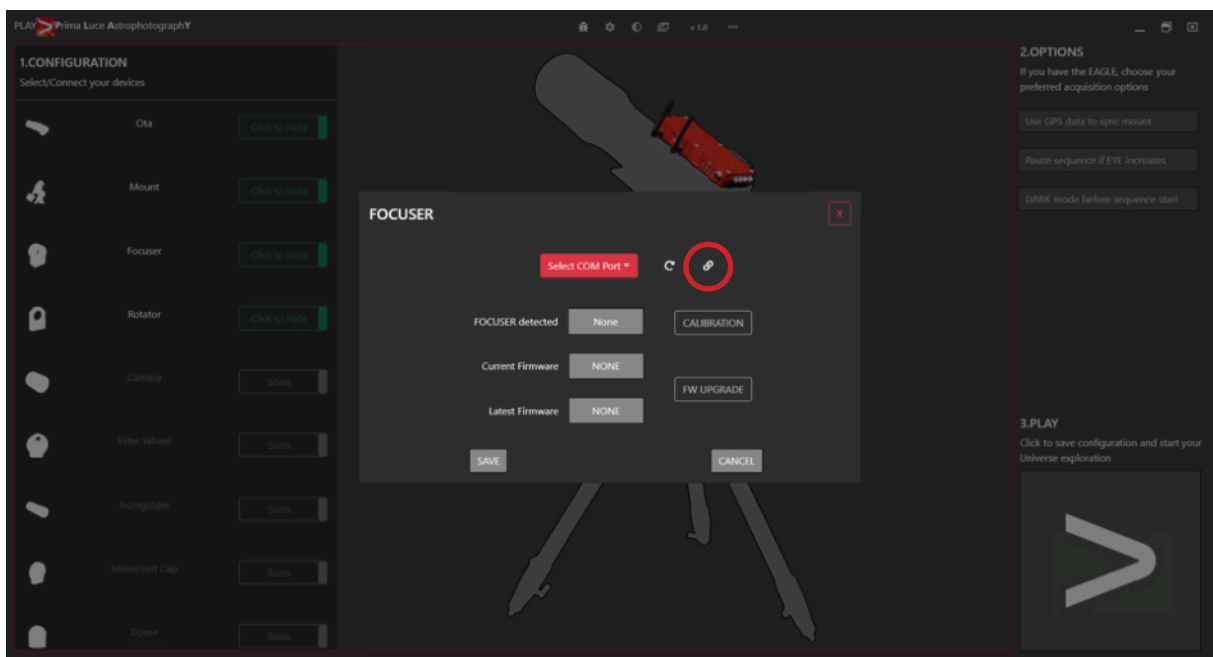 PLAY Prima Luce AstrophotographY
v 1.0 ...
1.CONFIGURATION
Select/Connect your devices
Ota
Click to Hide
Mount
Click to Hide
Focuser
Click to Hide
Rotator
Click to Hide
Camera
Soon
Filter Wheel
Soon
Autoguider
Soon
Motorized Cap
Soon
Dome
Soon
FOCUSER
X
Select COM Port
FOCUSER detected
None
CALIBRATION
Current Firmware
NONE
FW UPGRADE
Latest Firmware
NONE
SAVE
CANCEL
2.OPTIONS
If you have the EAGLE, choose your
preferred acquisition options
Use GPS data to sync mount
Pause sequence if EYE increases
DARK mode before sequence start
3.PLAY
Click to save configuration and start your
Universe exploration